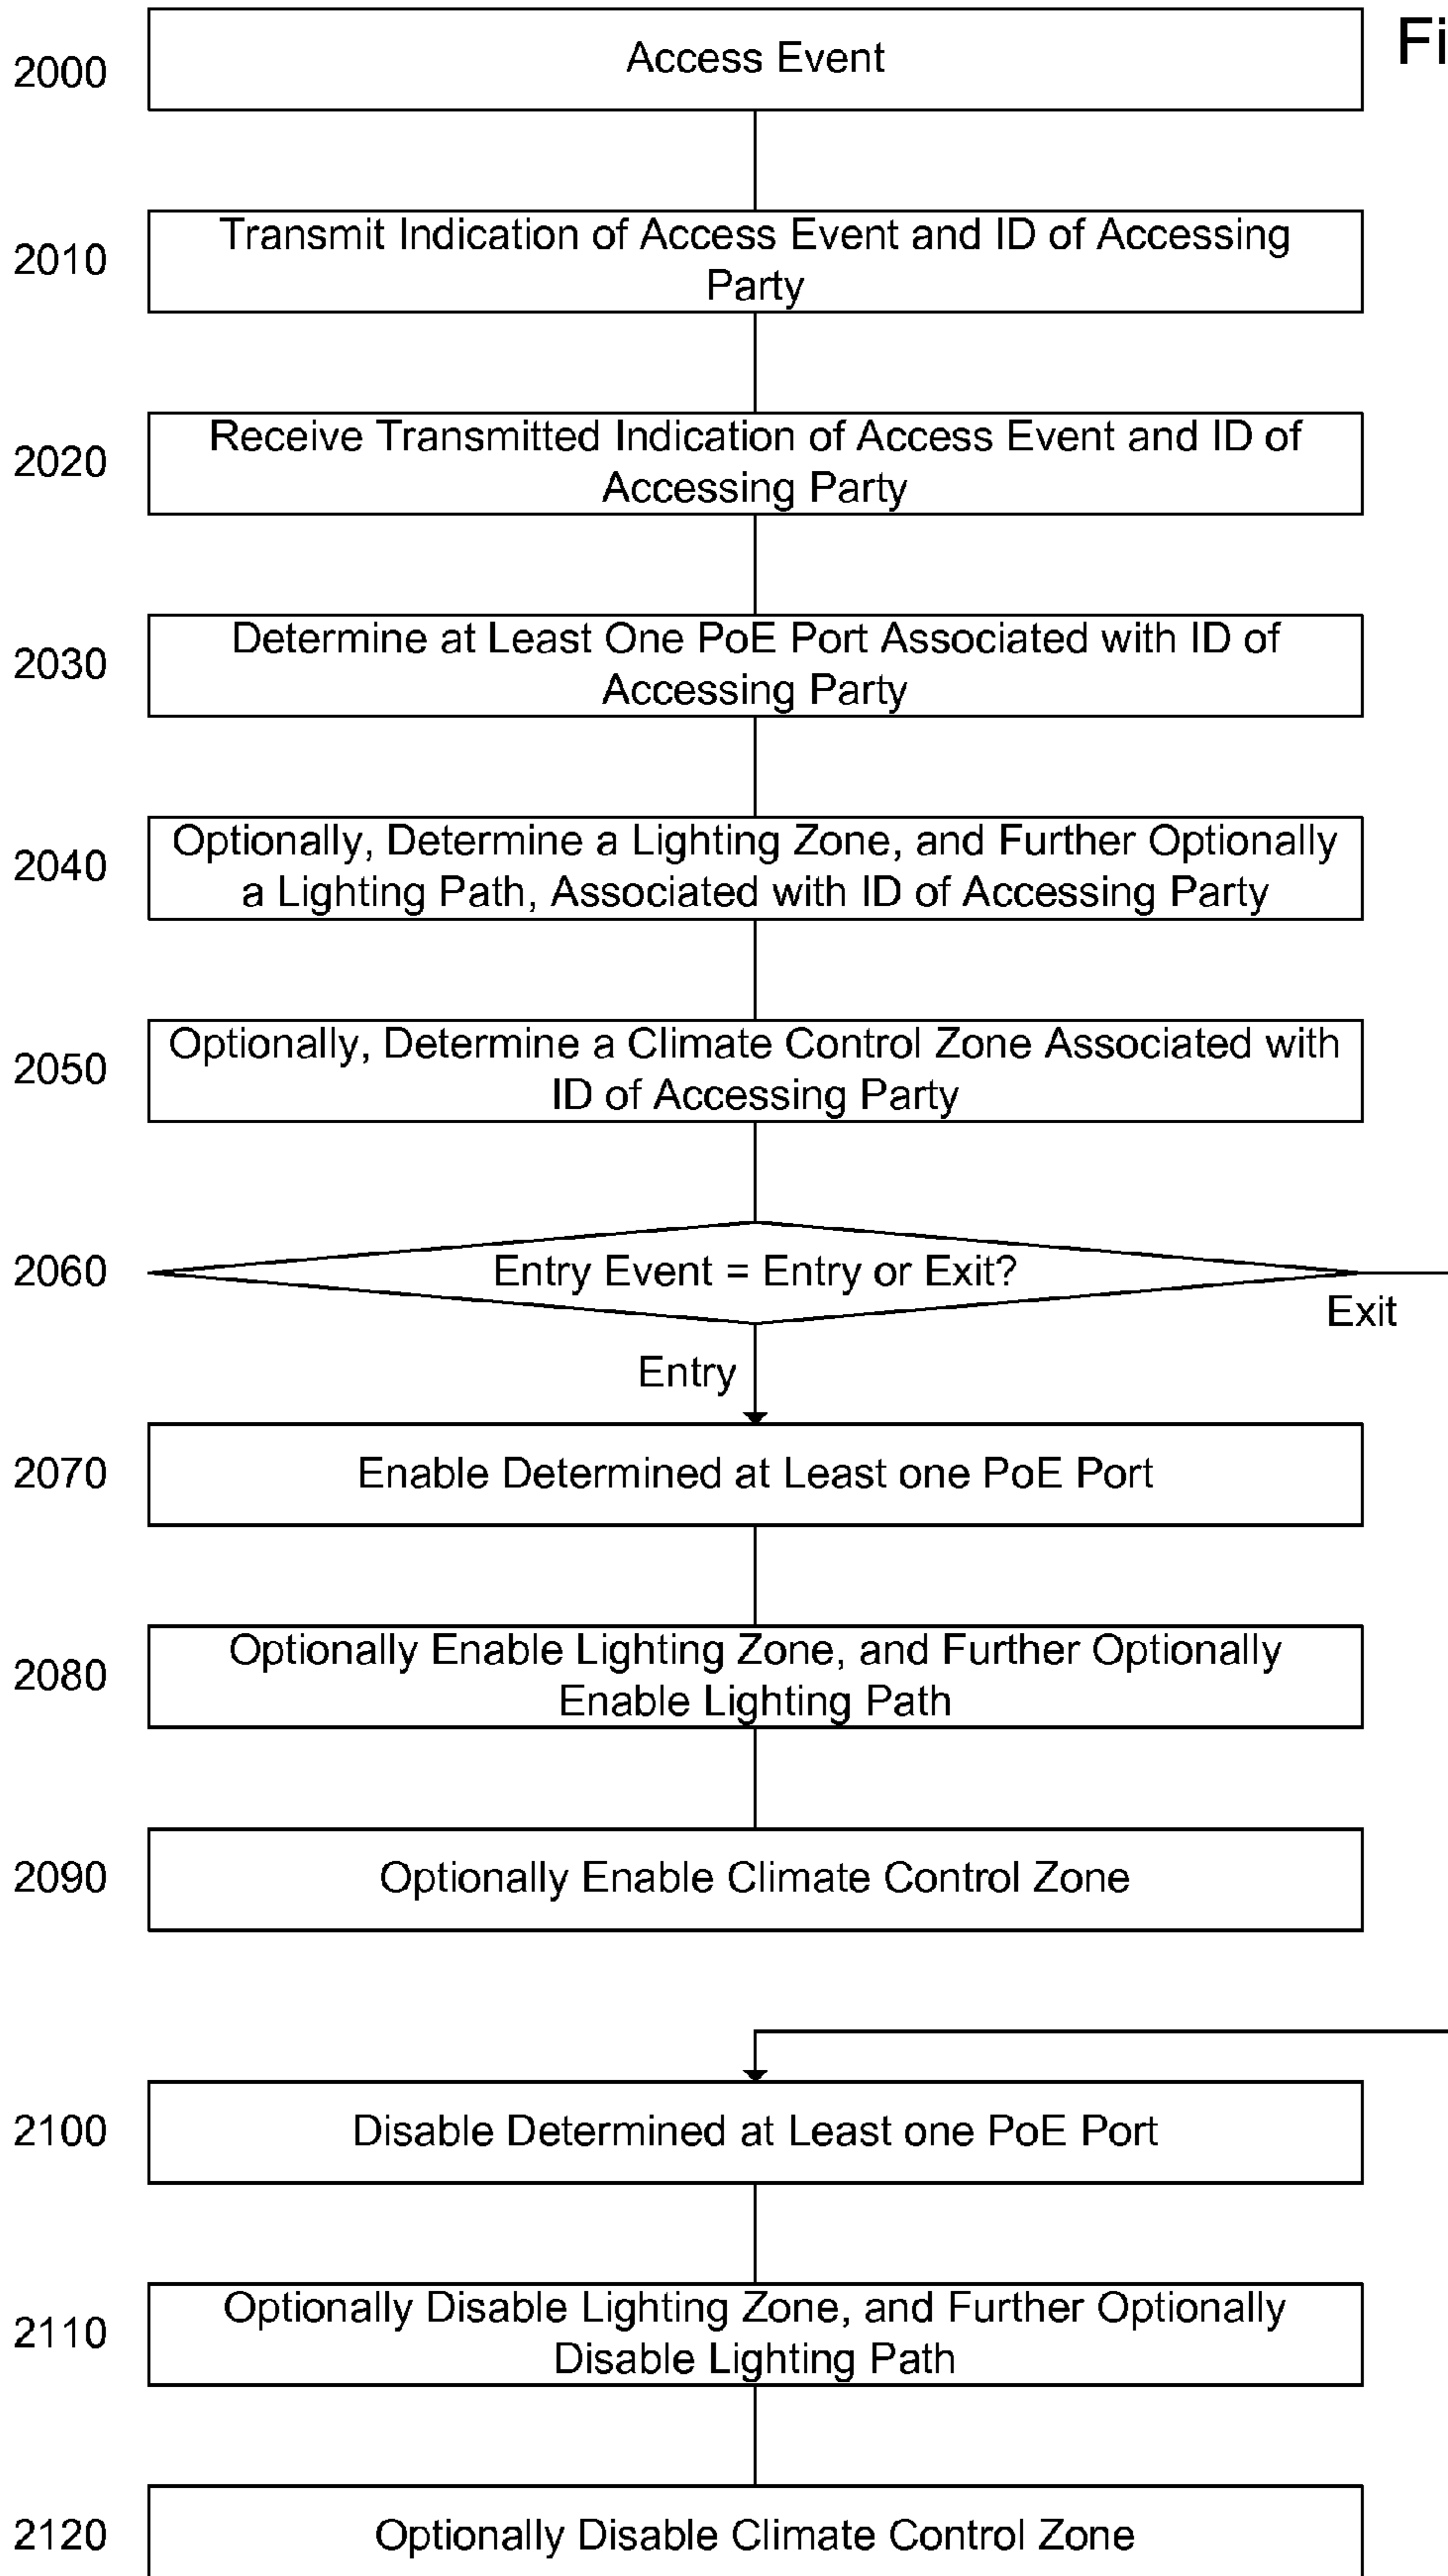 Fi
2000
Access Event
2010
Transmit Indication of Access Event and ID of Accessing
Party
2020
Receive Transmitted Indication of Access Event and ID of
Accessing Party
2030
Determine at Least One PoE Port Associated with ID of
Accessing Party
2040
Optionally, Determine a Lighting Zone, and Further Optionally
a Lighting Path, Associated with ID of Accessing Party
2050
Optionally, Determine a Climate Control Zone Associated with
ID of Accessing Party
2060
Entry Event = Entry or Exit?
Exit
Entry
2070
Enable Determined at Least one PoE Port
2080
Optionally Enable Lighting Zone, and Further Optionally
Enable Lighting Path
2090
Optionally Enable Climate Control Zone
2100
Disable Determined at Least one PoE Port
2110
Optionally Disable Lighting Zone, and Further Optionally
Disable Lighting Path
2120
Optionally Disable Climate Control Zone